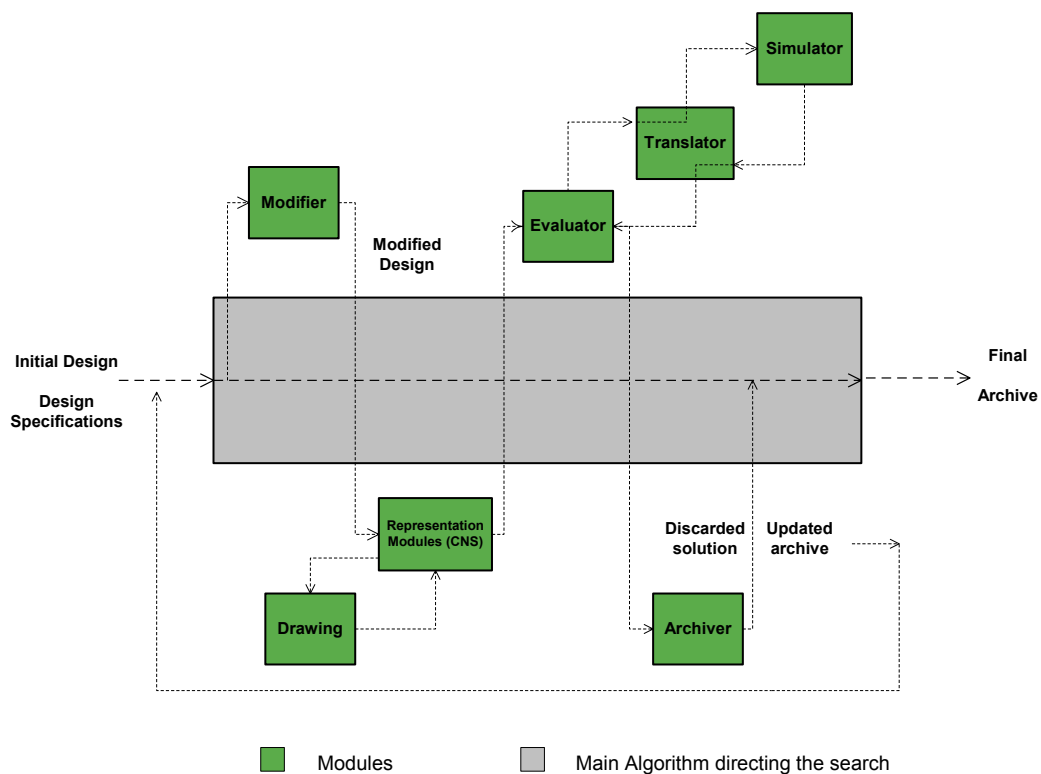 Simulator
Translator
Modifier
Evaluator
Modified
Design
Initial Design
Design
Specifications
Final
Archive
Representation
Modules (CNS)
Discarded
solution
Updated
archive
Drawing
Archiver
Modules
Main Algorithm directing the search